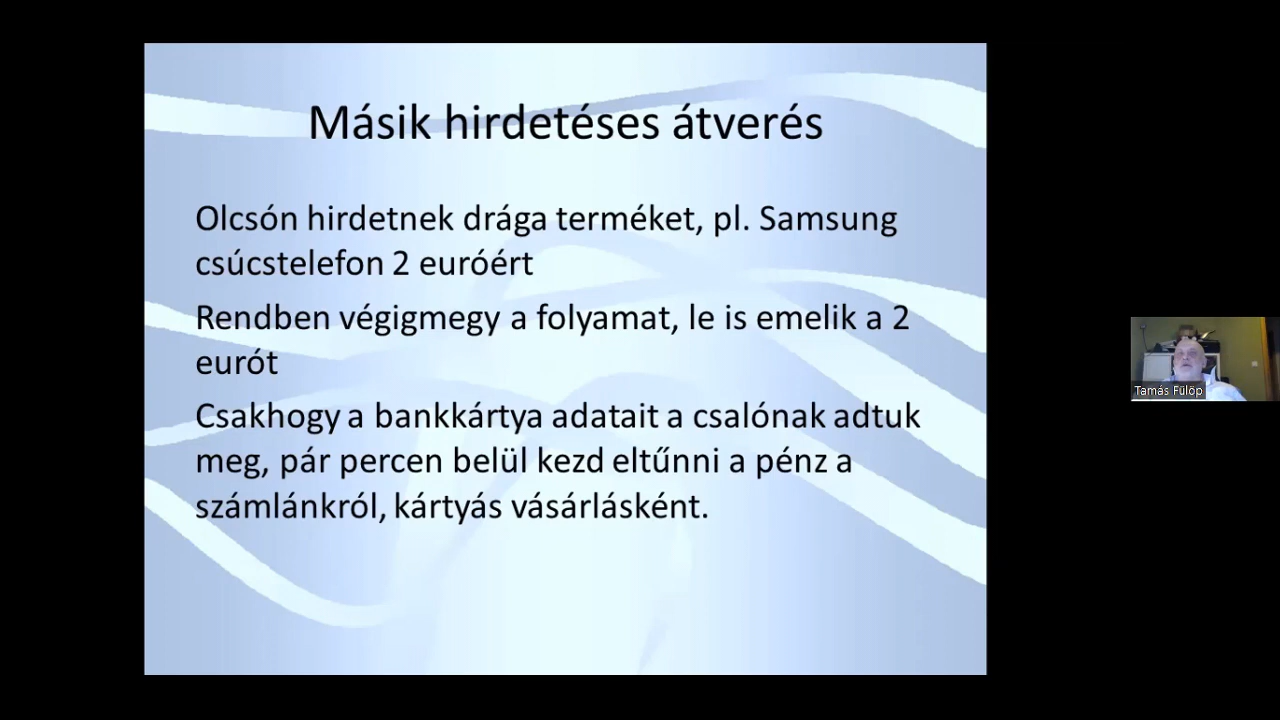 Másik hirdetéses átverés
Olcsón hirdetnek drága terméket, pl. Samsung
csúcstelefon 2 euróért
Rendben végigmegy a folyamat, le is emelik a 2
eurót
Csakhogy a bankkártya adatait a csalónak adtuk
meg, pár percen belül kezd eltűnni a pénz a
számlánkról, kártyás vásárlásként.
Tamás Fülöp